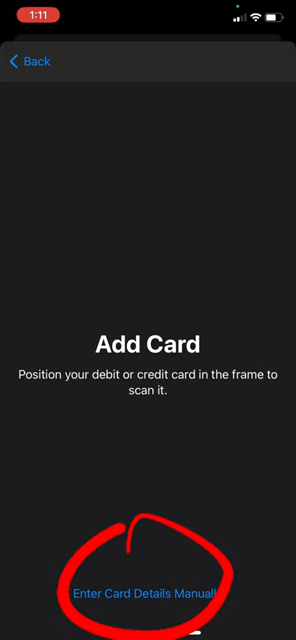 1:11
Back
Add Card
Position your debit or credit card in the frame to
scan it.
Enter Card Details Manuall